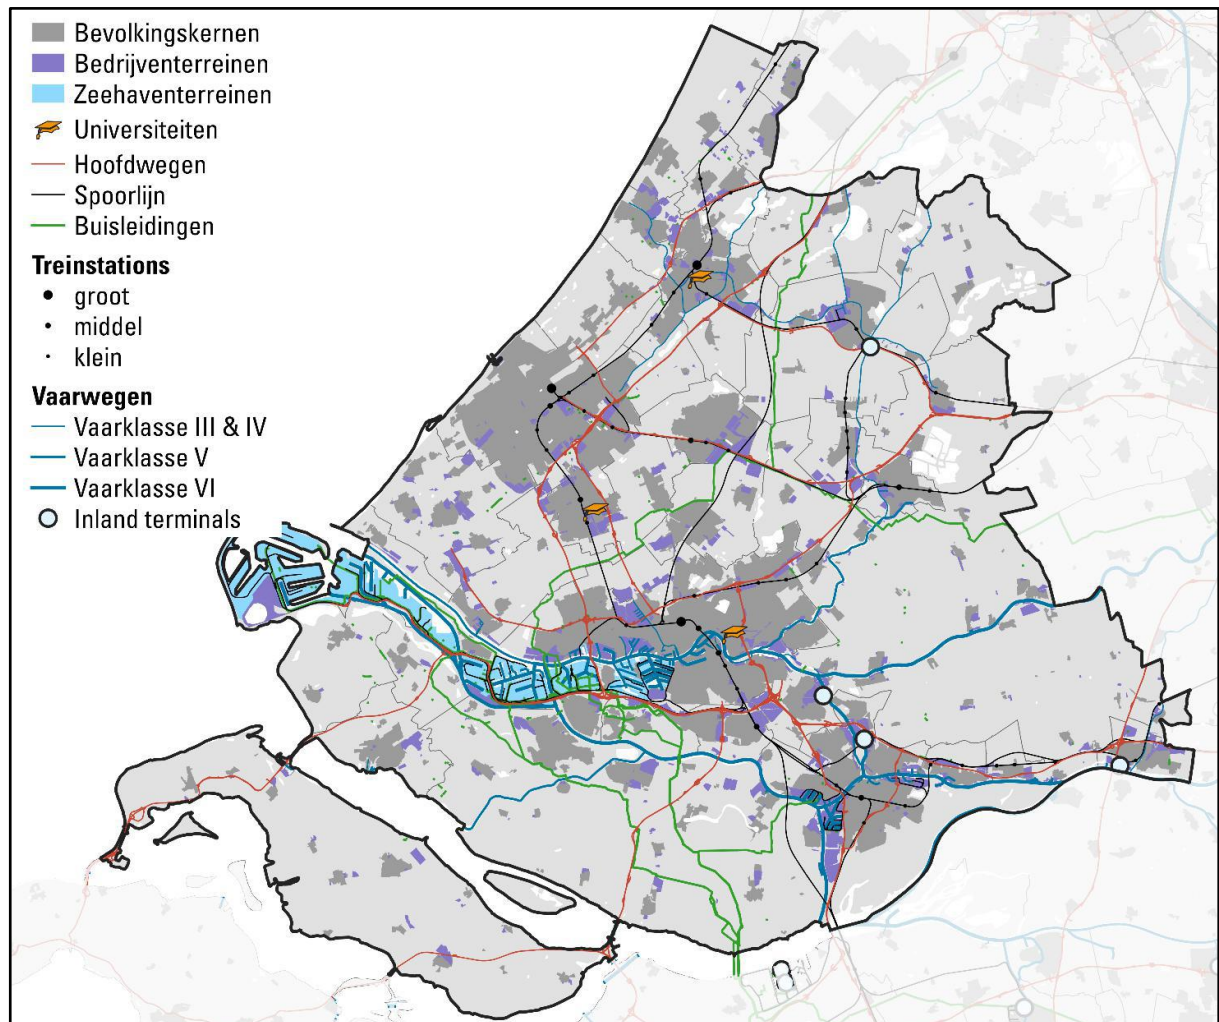 Bevolkingskernen
Bedrijventerreinen
Zeehaventerreinen
Universiteiten
Hoofdwegen
Spoorlijn
Buisleidingen
Treinstations
groot
middel
klein
Vaarwegen
Vaarklasse III & IV
Vaarklasse V
Vaarklasse VI
Inland terminals